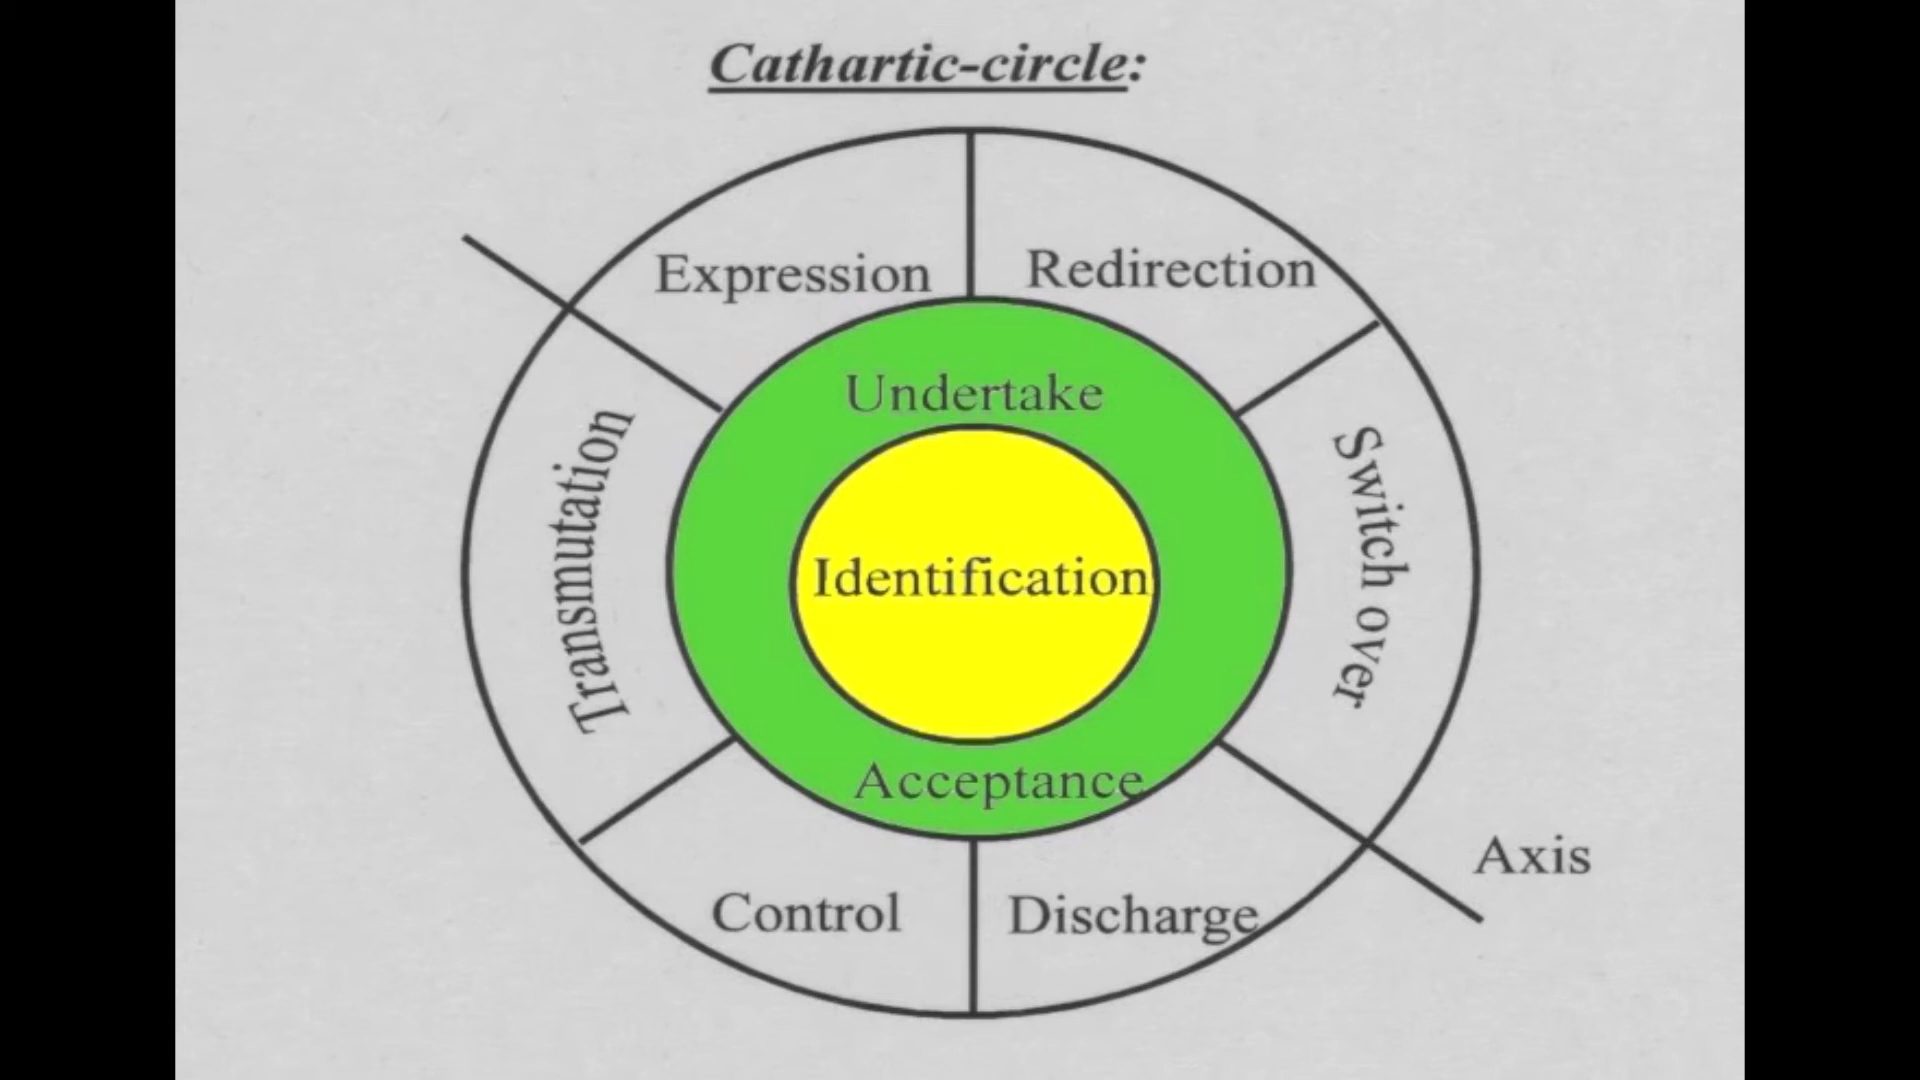 Cathartic-circle:
Expression
Redirection
Undertake
Transmutation
Switch over
Identification
Acceptance
Axis
Control
Discharge